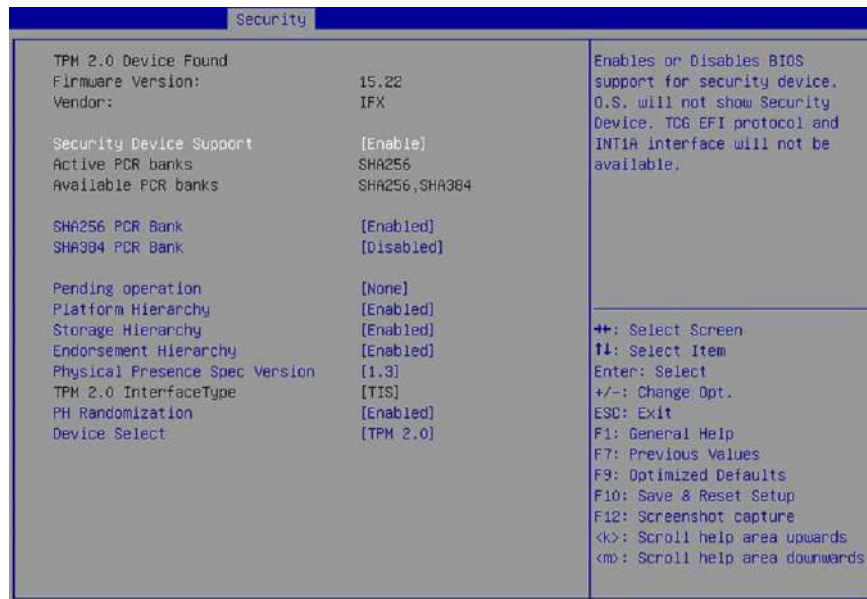 Security
TPM 2.0 Device Found
Firmware Version: 15.22
Vendor: IFX
Security Device Support [Enable]
Active PCR banks SHA256
Available PCR banks SHA256,SHA384
SHA256 PCR Bank [Enabled]
SHA384 PCR Bank [Disabled]
Pending operation [None]
Platform Hierarchy [Enabled]
Storage Hierarchy [Enabled]
Endorsement Hierarchy [Enabled]
Physical Presence Spec Version [1.3]
TPM 2.0 InterfaceType [TIS]
PH Randomization [Enabled]
Device Select [TPM 2.0]
Enables or Disables BIOS
support for security device.
O.S. will not show Security
Device. TCG EFI protocol and
INT1A interface will not be
available.
→←: Select Screen
↑↓: Select Item
Enter: Select
+/-: Change Opt.
ESC: Exit
F1: General Help
F7: Previous Values
F9: Optimized Defaults
F10: Save & Reset Setup
F12: Screenshot capture
<k>: Scroll help area upwards
<m>: Scroll help area downwards